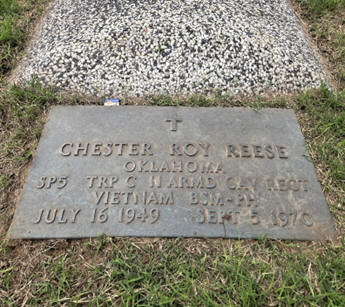 CHESTER ROY REESE
OKLAHOMA
SP5 TRP C 11 ARMD CAV REGT
VIETNAM BSM-PH
JULY 16 1949 SEPT 5 1970